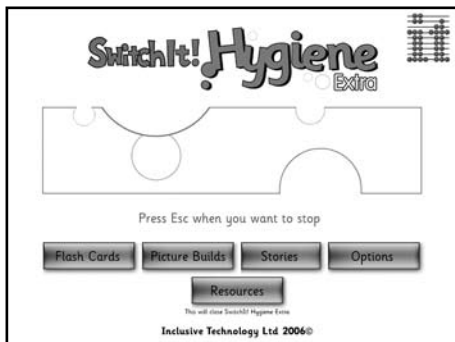 SwitchIt! Hygiene
Extra
Press Esc when you want to stop
Flash Cards Picture Builds Stories Options
Resources
This will close SwitchIt! Hygiene Extra
Inclusive Technology Ltd 2006©